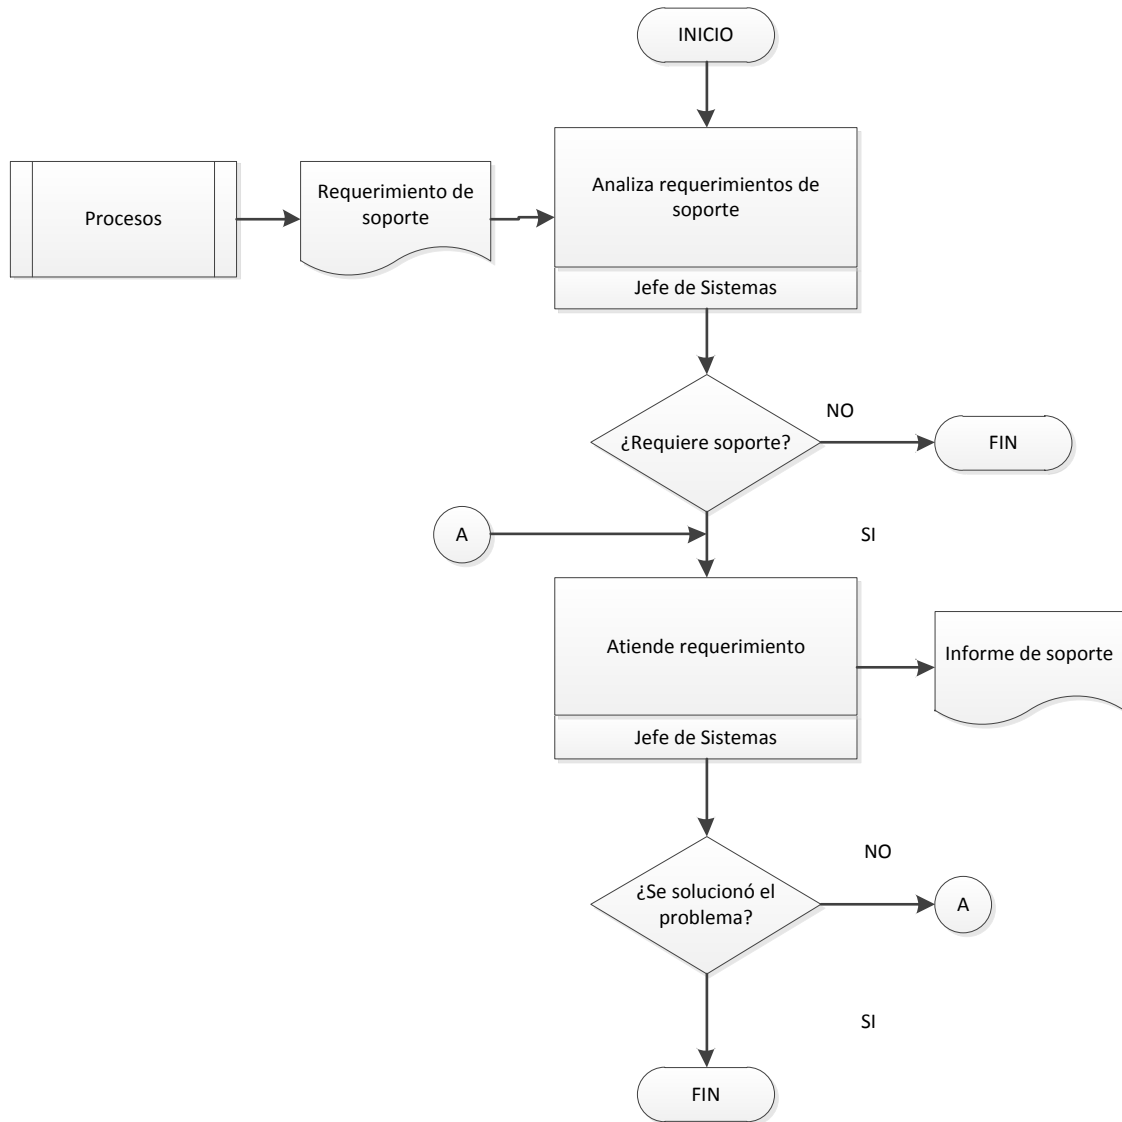 INICIO
Procesos
Requerimiento de
soporte
Analiza requerimientos de
soporte
Jefe de Sistemas
¿Requiere soporte?
NO
FIN
A
SI
Atiende requerimiento
Jefe de Sistemas
Informe de soporte
¿Se solucionó el
problema?
NO
A
SI
FIN